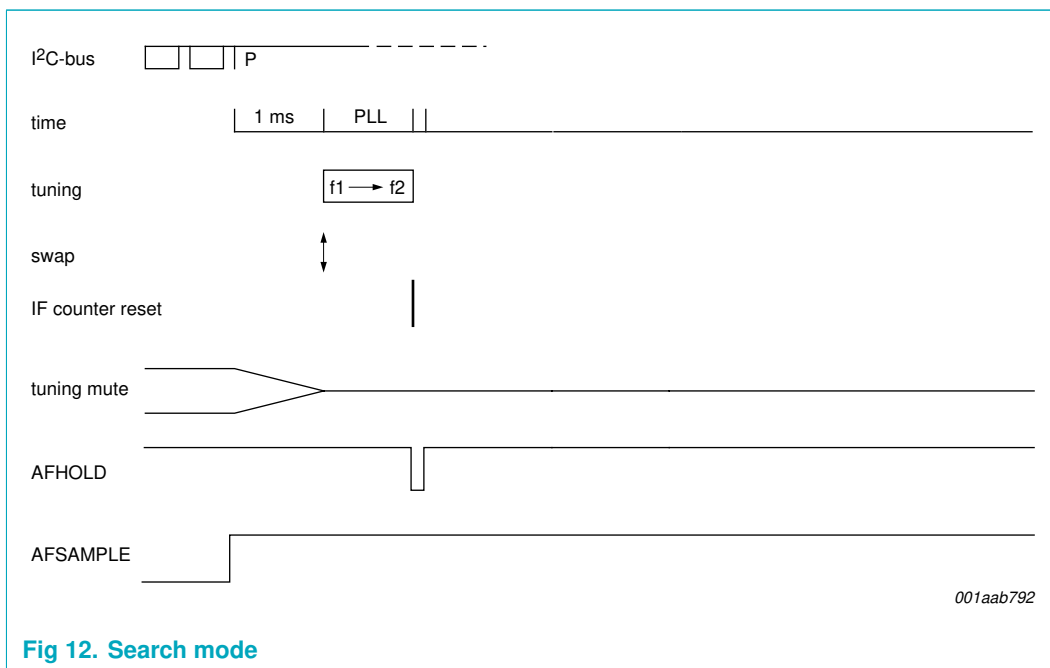 I2C-bus
P
time
1 ms
PLL
tuning
f1 → f2
swap
IF counter reset
tuning mute
AFHOLD
AFSAMPLE
001aab792
Fig 12. Search mode